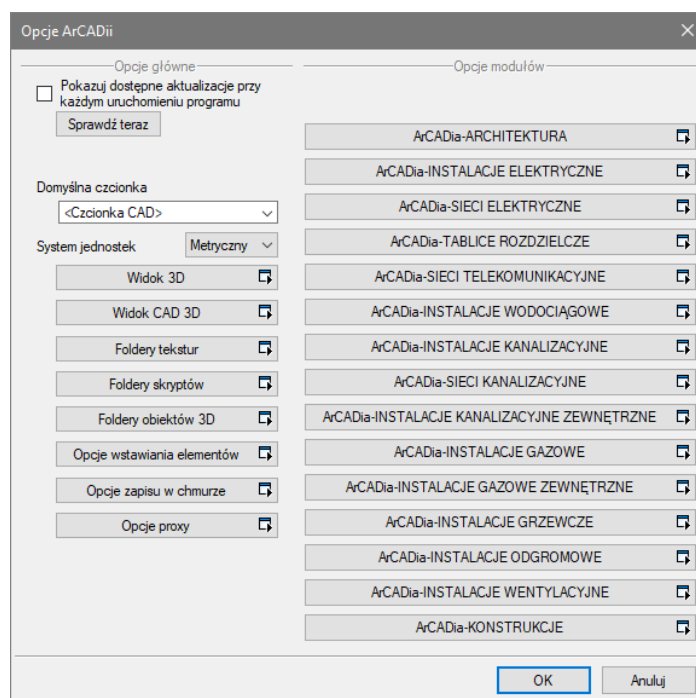 Opcje ArCADii
Opcje główne
Pokazuj dostępne aktualizacje przy
każdym uruchomieniu programu
Sprawdź teraz
Domyślna czcionka
<Czcionka CAD>
System jednostek
Metryczny
Widok 3D
Widok CAD 3D
Foldery tekstur
Foldery skryptów
Foldery obiektów 3D
Opcje wstawiania elementów
Opcje zapisu w chmurze
Opcje proxy
Opcje modułów
ArCADia-ARCHITEKTURA
ArCADia-INSTALACJE ELEKTRYCZNE
ArCADia-SIECI ELEKTRYCZNE
ArCADia-TABLICE ROZDZIELCZE
ArCADia-SIECI TELEKOMUNIKACYJNE
ArCADia-INSTALACJE WODOCIĄGOWE
ArCADia-INSTALACJE KANALIZACYJNE
ArCADia-SIECI KANALIZACYJNE
ArCADia-INSTALACJE KANALIZACYJNE ZEWNĘTRZNE
ArCADia-INSTALACJE GAZOWE
ArCADia-INSTALACJE GAZOWE ZEWNĘTRZNE
ArCADia-INSTALACJE GRZEWCZE
ArCADia-INSTALACJE ODGROMOWE
ArCADia-INSTALACJE WENTYLACYJNE
ArCADia-KONSTRUKCJE
OK
Anuluj